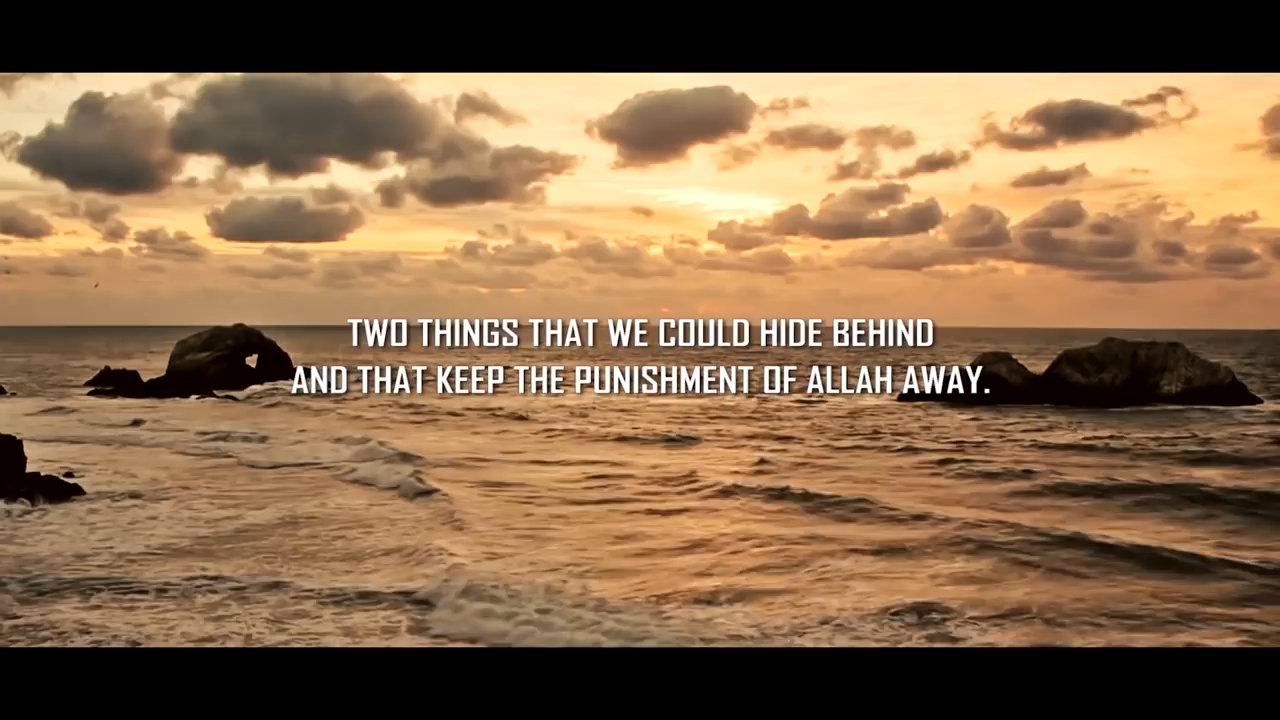 TWO THINGS THAT WE COULD HIDE BEHIND
AND THAT KEEP THE PUNISHMENT OF ALLAH AWAY.